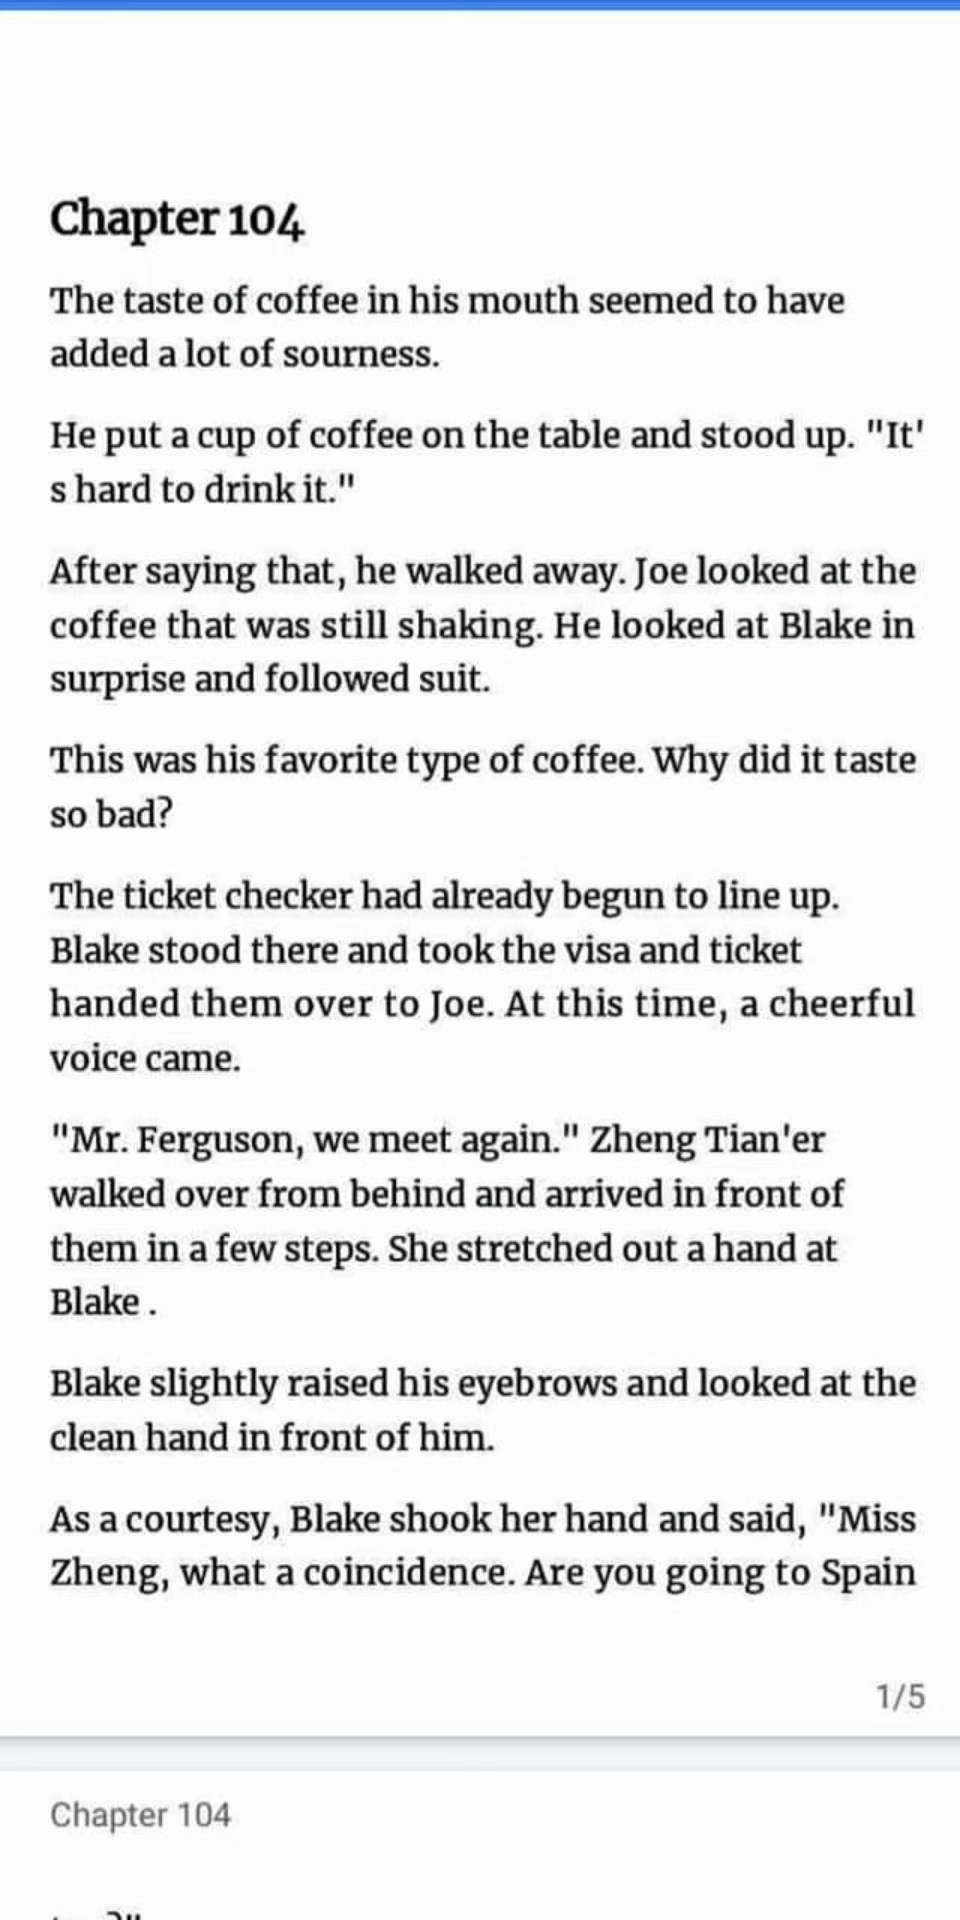 Chapter 104
The taste of coffee in his mouth seemed to have
added a lot of sourness.
He put a cup of coffee on the table and stood up. "It'
s hard to drink it."
After saying that, he walked away. Joe looked at the
coffee that was still shaking. He looked at Blake in
surprise and followed suit.
This was his favorite type of coffee. Why did it taste
so bad?
The ticket checker had already begun to line up.
Blake stood there and took the visa and ticket
handed them over to Joe. At this time, a cheerful
voice came.
"Mr. Ferguson, we meet again." Zheng Tian'er
walked over from behind and arrived in front of
them in a few steps. She stretched out a hand at
Blake .
Blake slightly raised his eyebrows and looked at the
clean hand in front of him.
As a courtesy, Blake shook her hand and said, "Miss
Zheng, what a coincidence. Are you going to Spain
1/5
Chapter 104